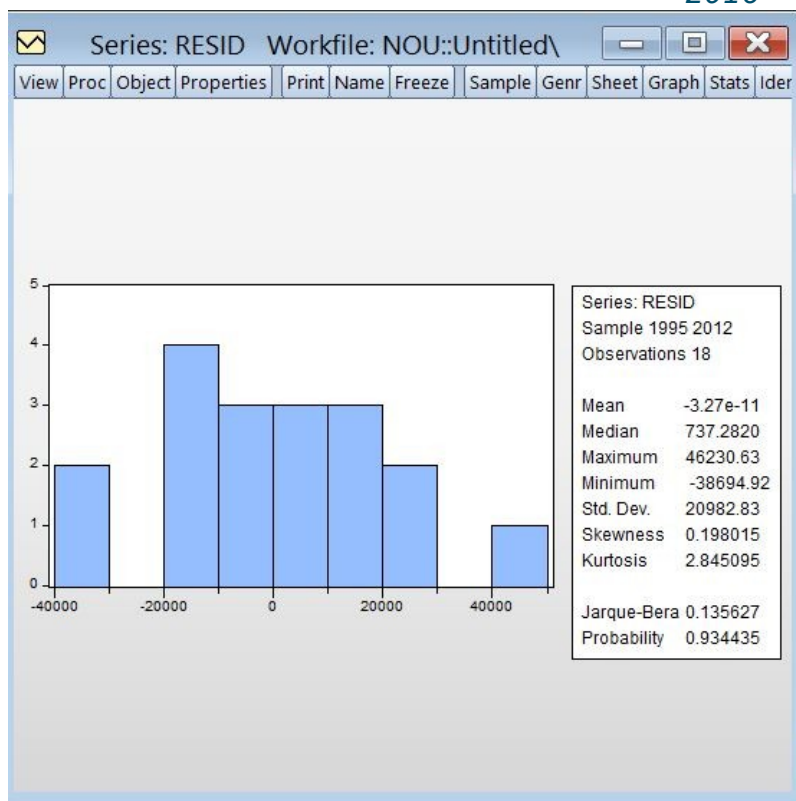 2016
Series: RESID Workfile: NOU::Untitled\
View Proc Object Properties Print Name Freeze Sample Genr Sheet Graph Stats Iden
5
4
3
2
1
0
-40000 -20000 0 20000 40000
Series: RESID
Sample 1995 2012
Observations 18
Mean -3.27e-11
Median 737.2820
Maximum 46230.63
Minimum -38694.92
Std. Dev. 20982.83
Skewness 0.198015
Kurtosis 2.845095
Jarque-Bera 0.135627
Probability 0.934435